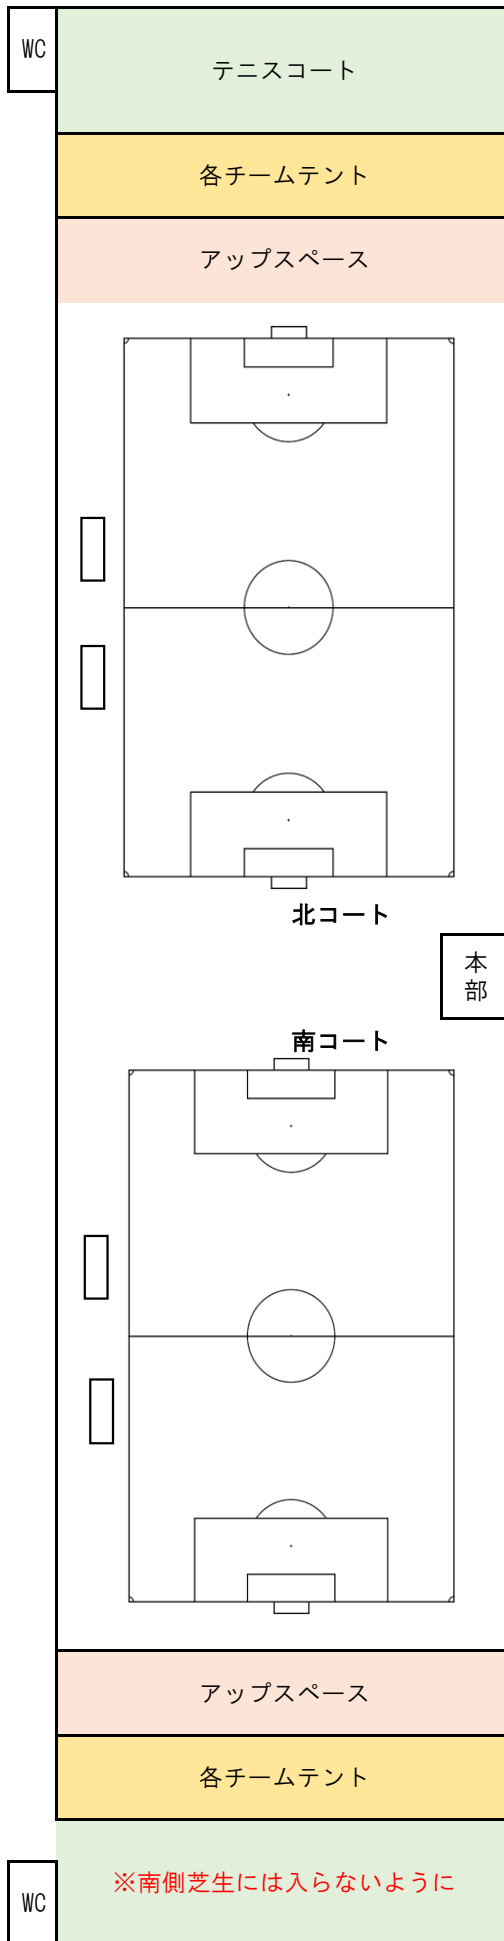 WC
テニスコート
各チームテント
アップスペース
北コート
本
部
南コート
アップスペース
各チームテント
※南側芝生には入らないように
WC